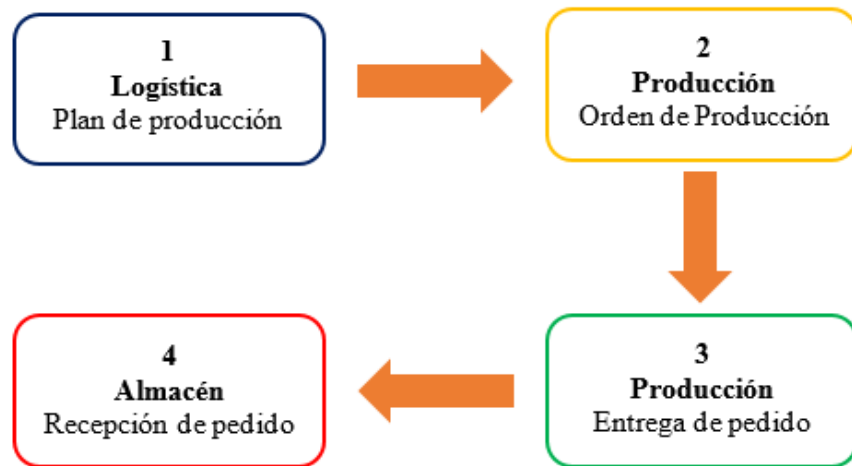 1
Logística
Plan de producción
2
Producción
Orden de Producción
3
Producción
Entrega de pedido
4
Almacén
Recepción de pedido